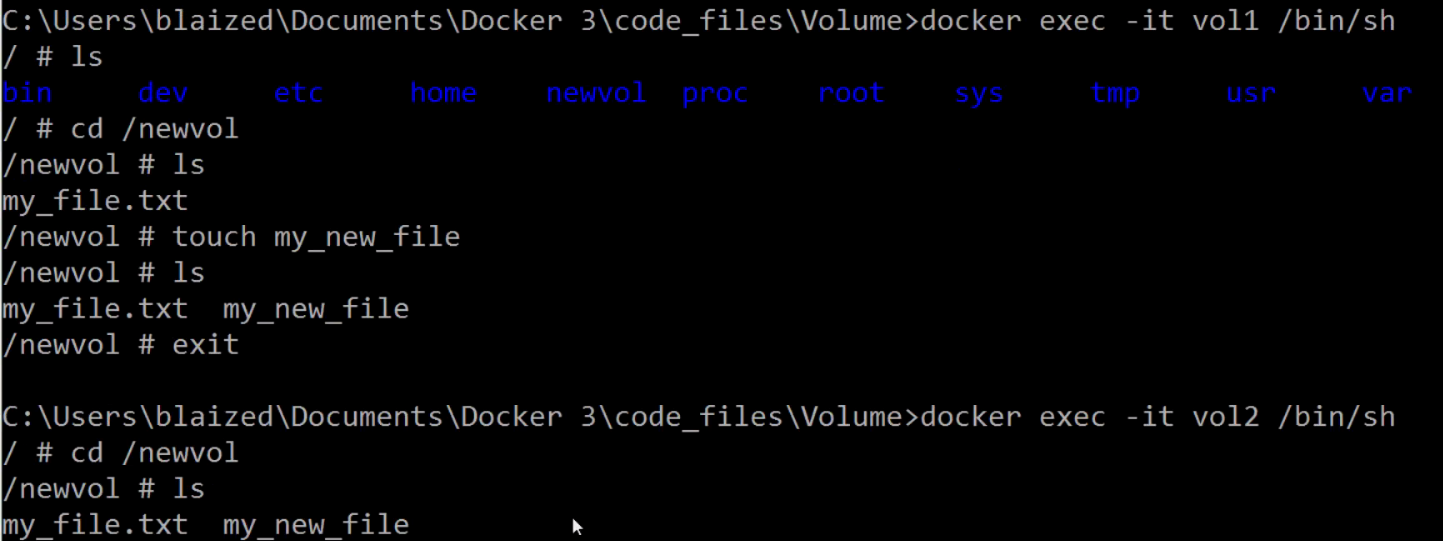 C:\Users\blaized\Documents\Docker 3\code_files\Volume>docker exec -it vol1 /bin/sh
/ # ls
bin dev etc home newvol proc root sys tmp usr var
/ # cd /newvol
/newvol # ls
my_file.txt
/newvol # touch my_new_file
/newvol # ls
my_file.txt my_new_file
/newvol # exit
C:\Users\blaized\Documents\Docker 3\code_files\Volume>docker exec -it vol2 /bin/sh
/ # cd /newvol
/newvol # ls
my_file.txt my_new_file